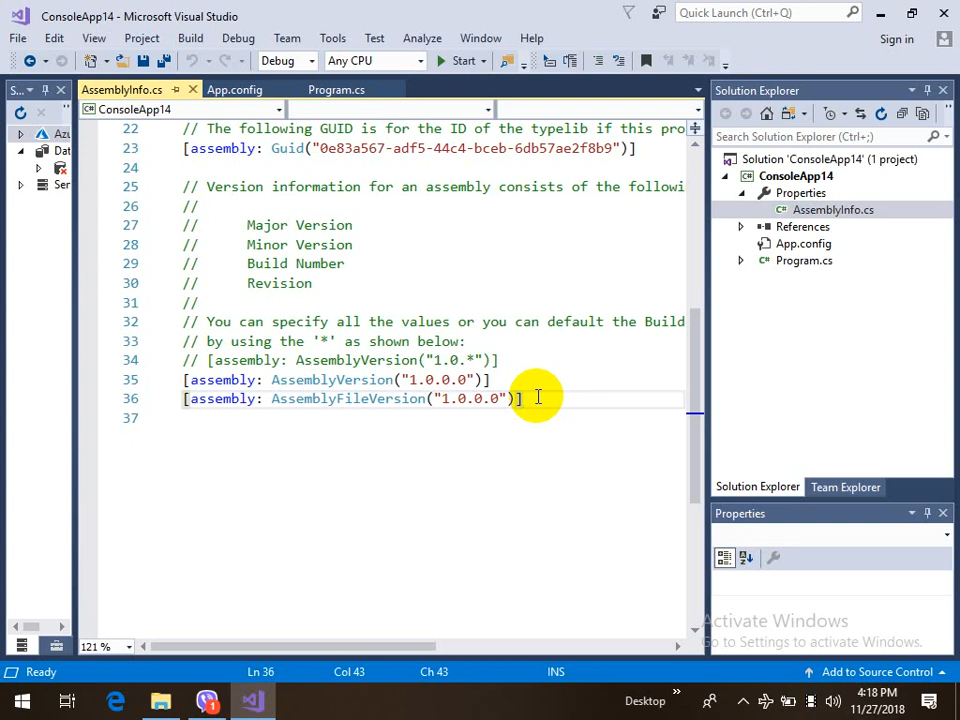 ConsoleApp14 - Microsoft Visual Studio
Quick Launch (Ctrl+Q)
File Edit View Project Build Debug Team Tools Test Analyze Window Help
Sign in
Debug Any CPU Start
S...
AssemblyInfo.cs App.config Program.cs
ConsoleApp14
Azu
Dat
Ser
22 // The following GUID is for the ID of the typelib if this pro
23 [assembly: Guid("0e83a567-adf5-44c4-bceb-6db57ae2f8b9")]
24
25 // Version information for an assembly consists of the followi
26 //
27 // Major Version
28 // Minor Version
29 // Build Number
30 // Revision
31 //
32 // You can specify all the values or you can default the Build
33 // by using the '*' as shown below:
34 // [assembly: AssemblyVersion("1.0.*")]
35 [assembly: AssemblyVersion("1.0.0.0")]
36 [assembly: AssemblyFileVersion("1.0.0.0")]
37
121 %
Solution Explorer
Search Solution Explorer (Ctrl+;)
Solution 'ConsoleApp14' (1 project)
ConsoleApp14
Properties
AssemblyInfo.cs
References
App.config
Program.cs
Solution Explorer Team Explorer
Properties
Activate Windows
Go to Settings to activate Windows.
Ready Ln 36 Col 43 Ch 43 INS Add to Source Control
1
Desktop
4:18 PM
11/27/2018